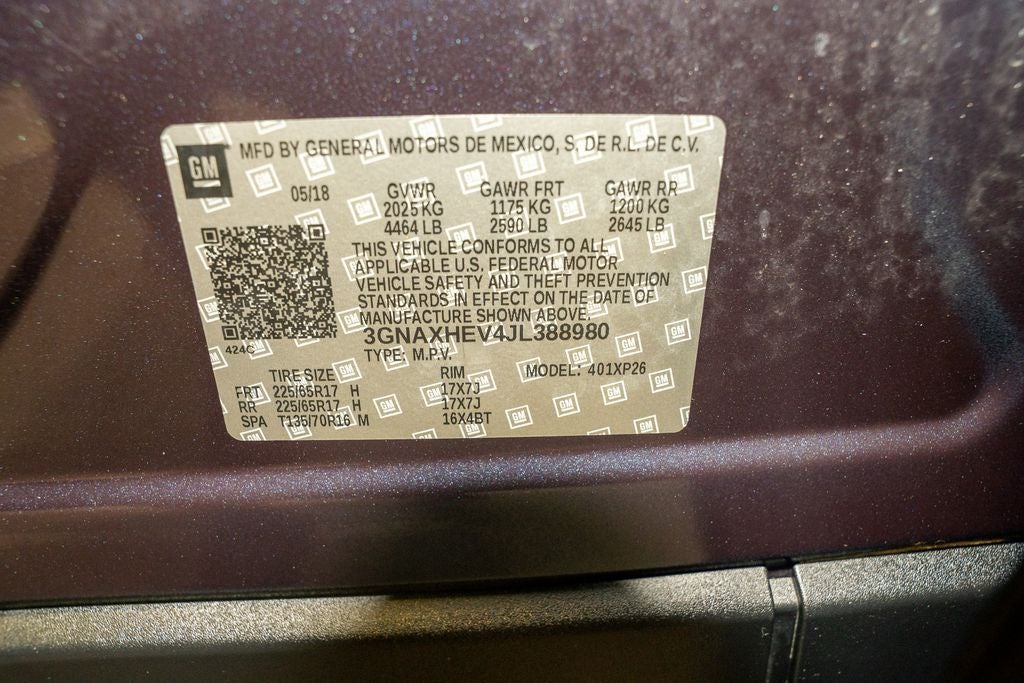 GM
MFD BY GENERAL MOTORS DE MEXICO, S. DE R.L. DE C.V.
05/18 GVWR GAWR FRT GAWR RR
2025 KG 1175 KG 1200 KG
4464 LB 2590 LB 2645 LB
THIS VEHICLE CONFORMS TO ALL
APPLICABLE U.S. FEDERAL MOTOR
VEHICLE SAFETY AND THEFT PREVENTION
STANDARDS IN EFFECT ON THE DATE OF
MANUFACTURE SHOWN ABOVE.
3GNAXHEV4JL388980
424C
TYPE: M.P.V.
MODEL: 401XP26
TIRE SIZE RIM
FRT 225/65R17 H 17X7J
RR 225/65R17 H 17X7J
SPA T135/70R16 M 16X4BT